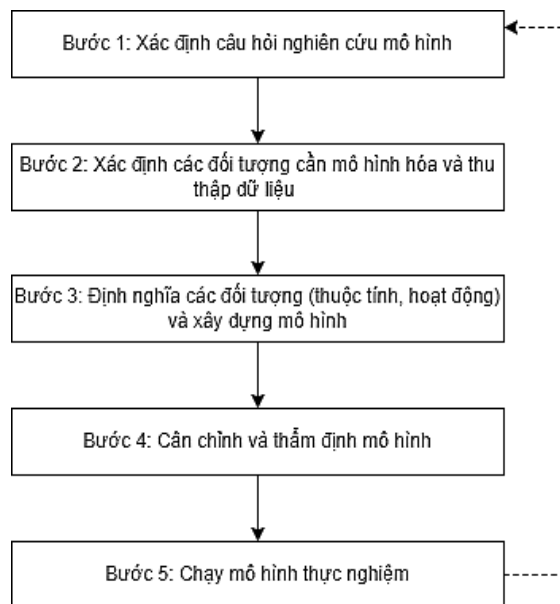 Bước 1: Xác định câu hỏi nghiên cứu mô hình
Bước 2: Xác định các đối tượng cần mô hình hóa và thu
thập dữ liệu
Bước 3: Định nghĩa các đối tượng (thuộc tính, hoạt động)
và xây dựng mô hình
Bước 4: Cân chỉnh và thẩm định mô hình
Bước 5: Chạy mô hình thực nghiệm